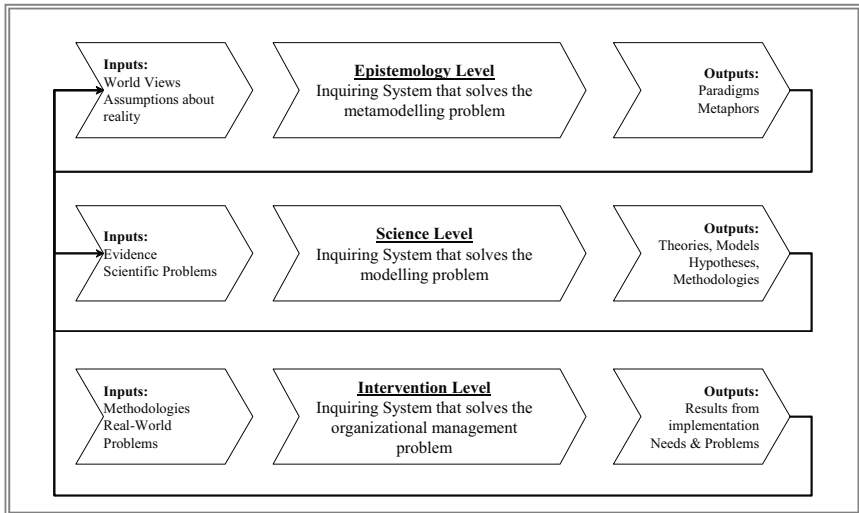 Inputs:
World Views
Assumptions about
reality
Epistemology Level
Inquiring System that solves the
metamodelling problem
Outputs:
Paradigms
Metaphors
Inputs:
Evidence
Scientific Problems
Science Level
Inquiring System that solves the
modelling problem
Outputs:
Theories, Models
Hypotheses,
Methodologies
Inputs:
Methodologies
Real-World
Problems
Intervention Level
Inquiring System that solves the
organizational management
problem
Outputs:
Results from
implementation
Needs & Problems